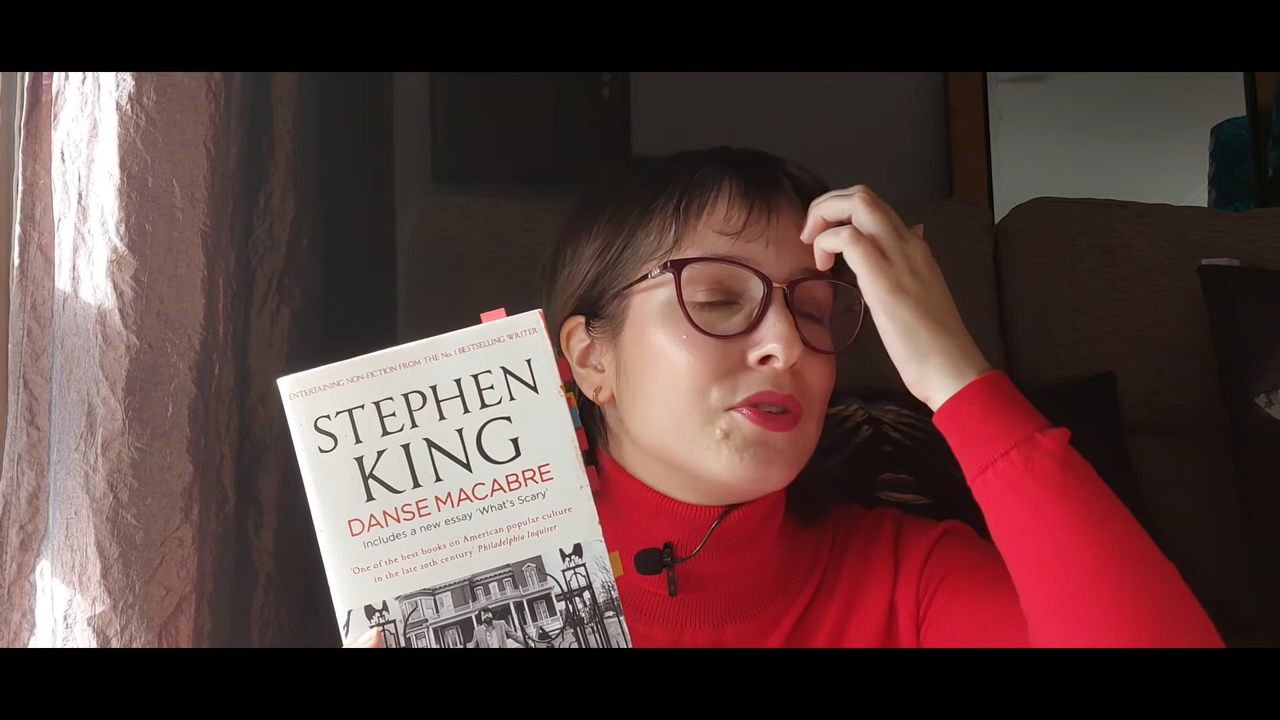 ENTERTAINING NON-FICTION FROM THE No. 1 BESTSELLING WRITER
STEPHEN
KING
DANSE MACABRE
Includes a new essay 'What's Scary'
'One of the best books on American popular culture
in the late 20th century' Philadelphia Inquirer